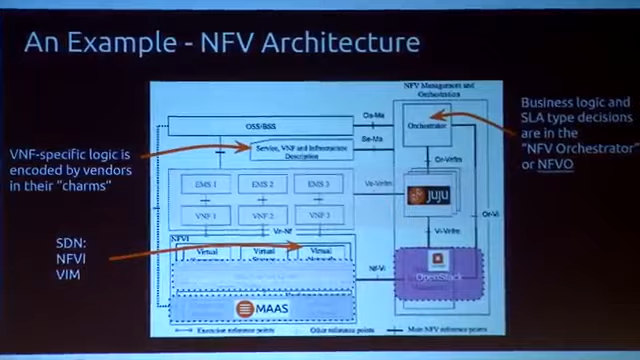 An Example - NFV Architecture
NFV Management and
Orchestration
OSS/BSS
Os-Ma
Orchestrator
Se-Ma
Service, VNF and Infrastructure
Description
Or-Vnfm
EMS 1
EMS 2
EMS 3
Ve-Vnfm
juju
VNF 1
VNF 2
VNF 3
Or-Vi
Vn-Nf
Vi-Vnfm
NFVI
Virtual
Virtual
Virtual
Nf-Vi
OpenStack
MAAS
Execution reference points
Other reference points
Main NFV reference points
VNF-specific logic is
encoded by vendors
in their "charms"
SDN:
NFVI
VIM
Business logic and
SLA type decisions
are in the
"NFV Orchestrator"
or NFVO